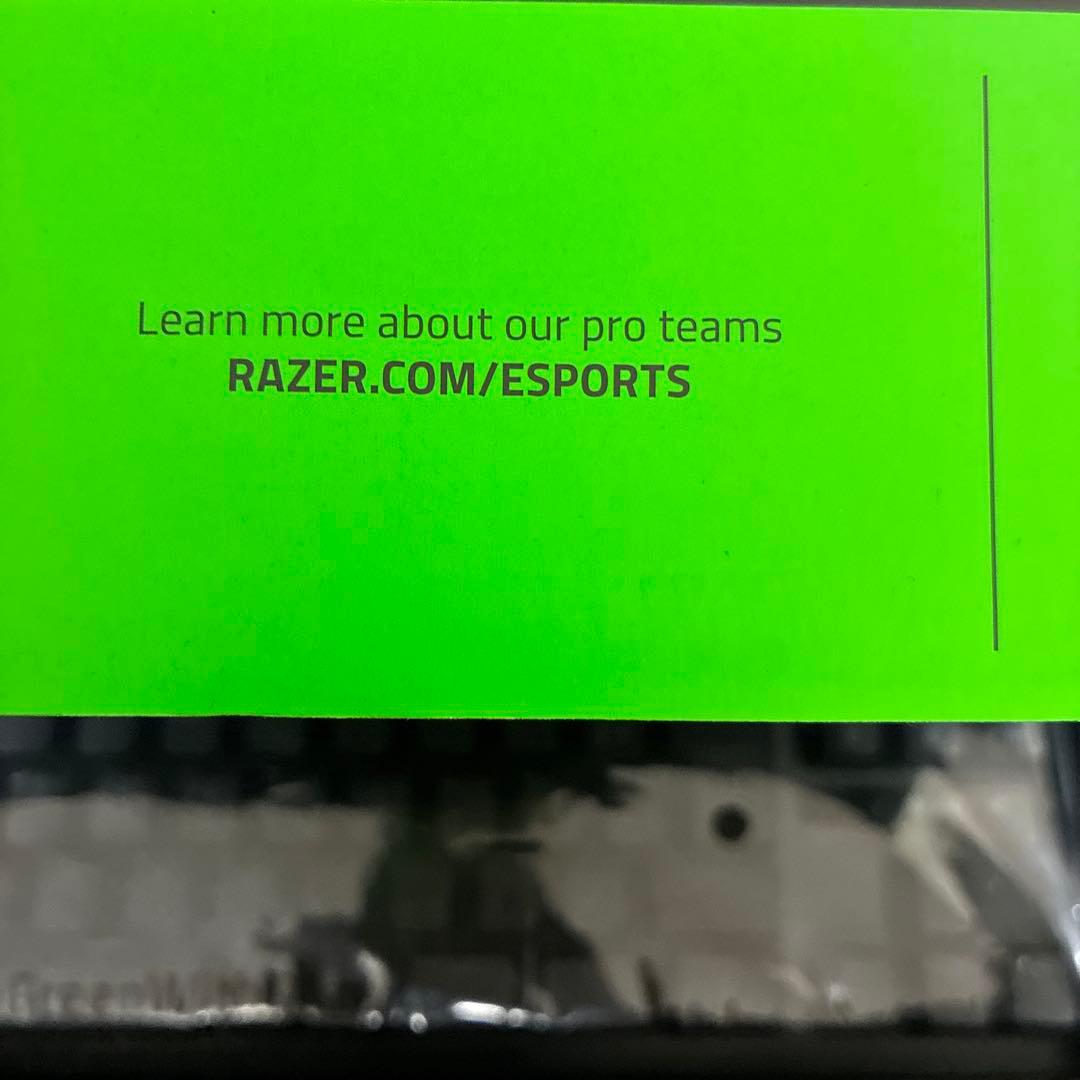 Learn more about our pro teams
RAZER.COM/ESPORTS